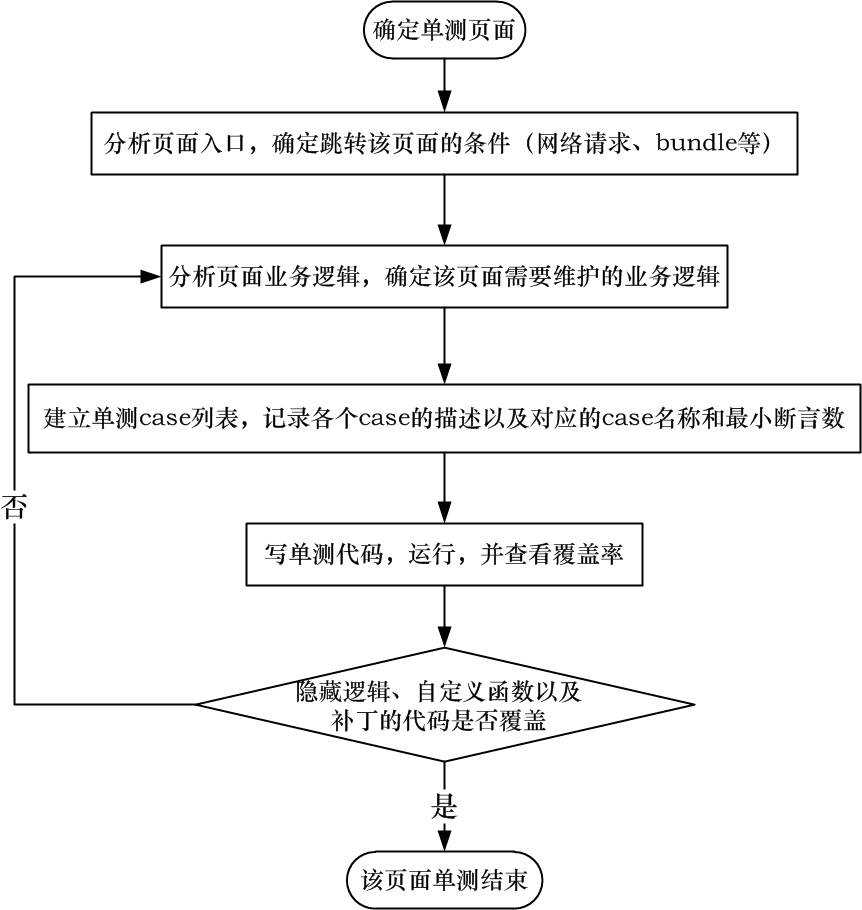 确定单测页面
分析页面入口，确定跳转该页面的条件（网络请求、bundle等）
分析页面业务逻辑，确定该页面需要维护的业务逻辑
建立单测case列表，记录各个case的描述以及对应的case名称和最小断言数
否
写单测代码，运行，并查看覆盖率
隐藏逻辑、自定义函数以及
补丁的代码是否覆盖
是
该页面单测结束